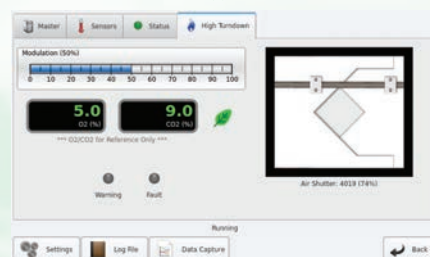 Master
Sensors
Status
High Turndown
Modulation (50%)
0 10 20 30 40 50 60 70 80 90 100
5.0
O2 (%)
9.0
CO2 (%)
*** O2/CO2 for Reference Only ***
Warning
Fault
Air Shutter: 4019 (74%)
Running
Settings
Log File
Data Capture
Back